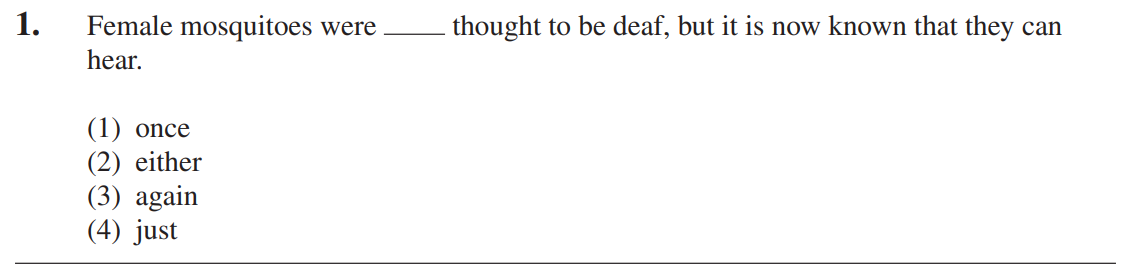 1. Female mosquitoes were ____ thought to be deaf, but it is now known that they can
hear.
(1) once
(2) either
(3) again
(4) just